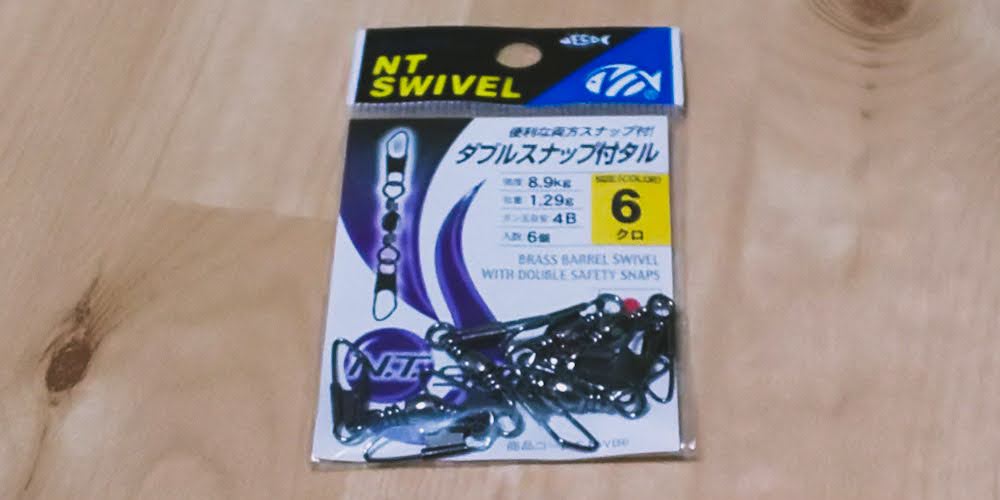 NT
SWIVEL
便利な両方スナップ付!
ダブルスナップ付タル
強度 8.9kg
自重 1.29g
ガン玉目安 4B
入数 6個
SIZE (COLOR)
6
クロ
BRASS BARREL SWIVEL
WITH DOUBLE SAFETY SNAPS
N.T.